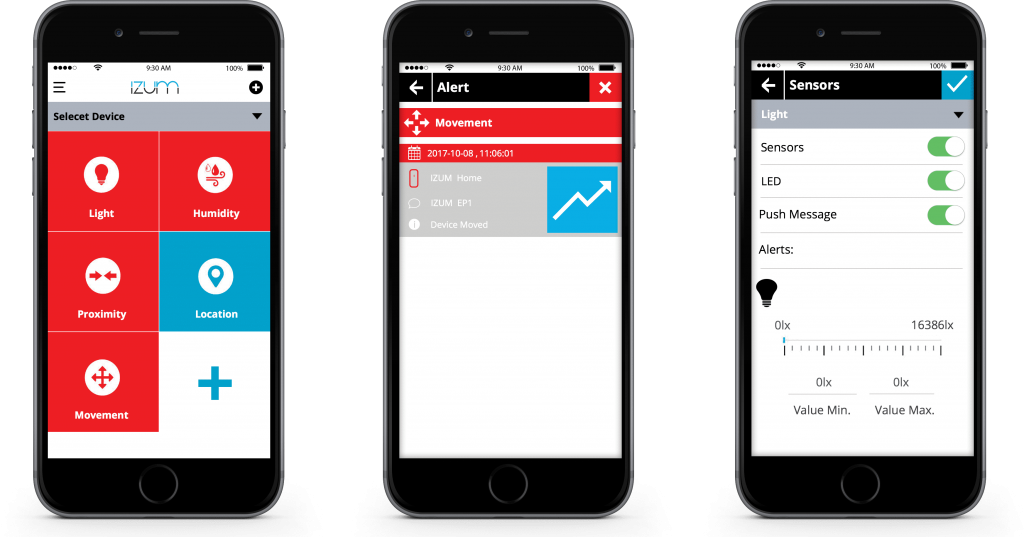 9:30 AM 100%
IZUM
Selecet Device
Light Humidity
Proximity Location
Movement
9:30 AM 100%
Alert
Movement
2017-10-08 , 11:06:01
IZUM Home
IZUM EP1
Device Moved
9:30 AM 100%
Sensors
Light
Sensors
LED
Push Message
Alerts:
0lx 16386lx
0lx 0lx
Value Min. Value Max.